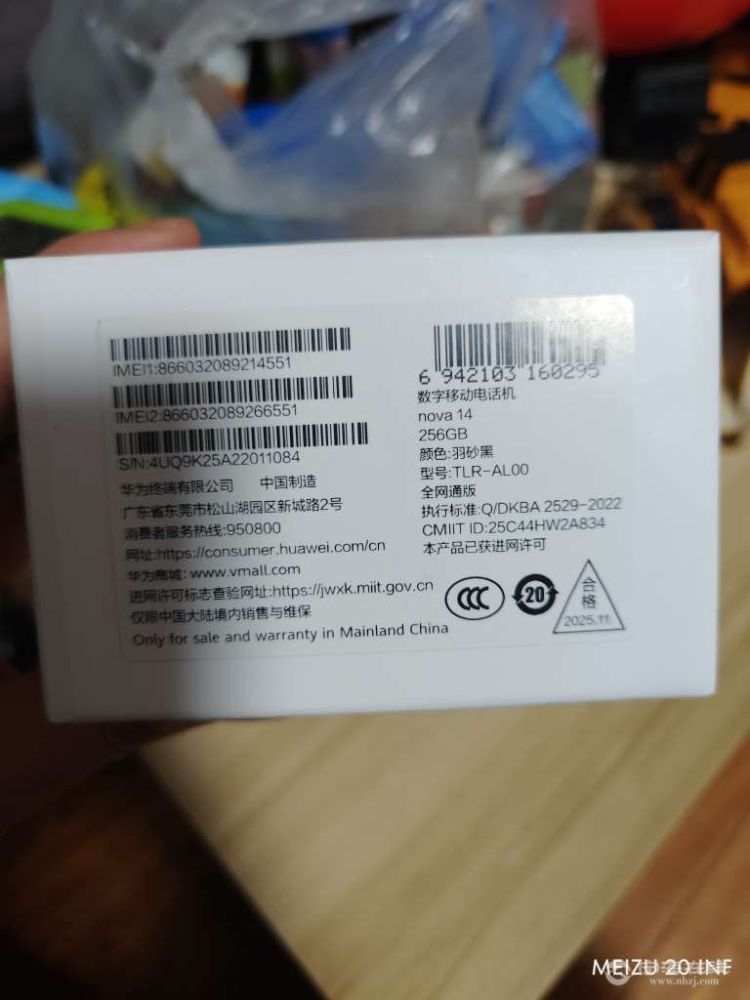 IMEI1:866032089214551
IMEI2:866032089266551
S/N:4UQ9K25A22011084
华为终端有限公司 中国制造
广东省东莞市松山湖园区新城路2号
消费者服务热线:950800
网址:https://consumer.huawei.com/cn
华为商城: www.vmall.com
进网许可标志查验网址:https://jwxk.miit.gov.cn
仅限中国大陆境内销售与维保
Only for sale and warranty in Mainland China
6 942103 160295
数字移动电话机
nova 14
256GB
颜色:羽砂黑
型号:TLR-AL00
全网通版
执行标准:Q/DKBA 2529-2022
CMIIT ID:25C44HW2A834
本产品已获进网许可
CCC
20
合
格
2025.11
MEIZU 20 INF
www.nhzj.com